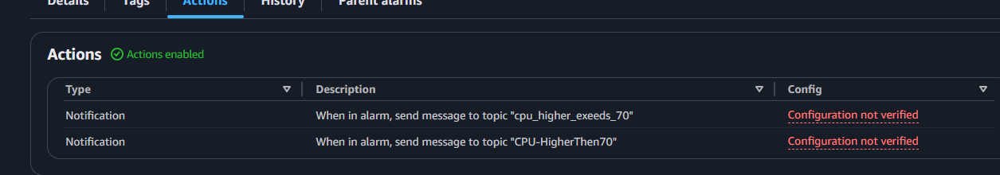 Details Tags Actions History Parent alarms
Actions Actions enabled
Type Description Config
Notification When in alarm, send message to topic "cpu_higher_exeeds_70" Configuration not verified
Notification When in alarm, send message to topic "CPU-HigherThen70" Configuration not verified